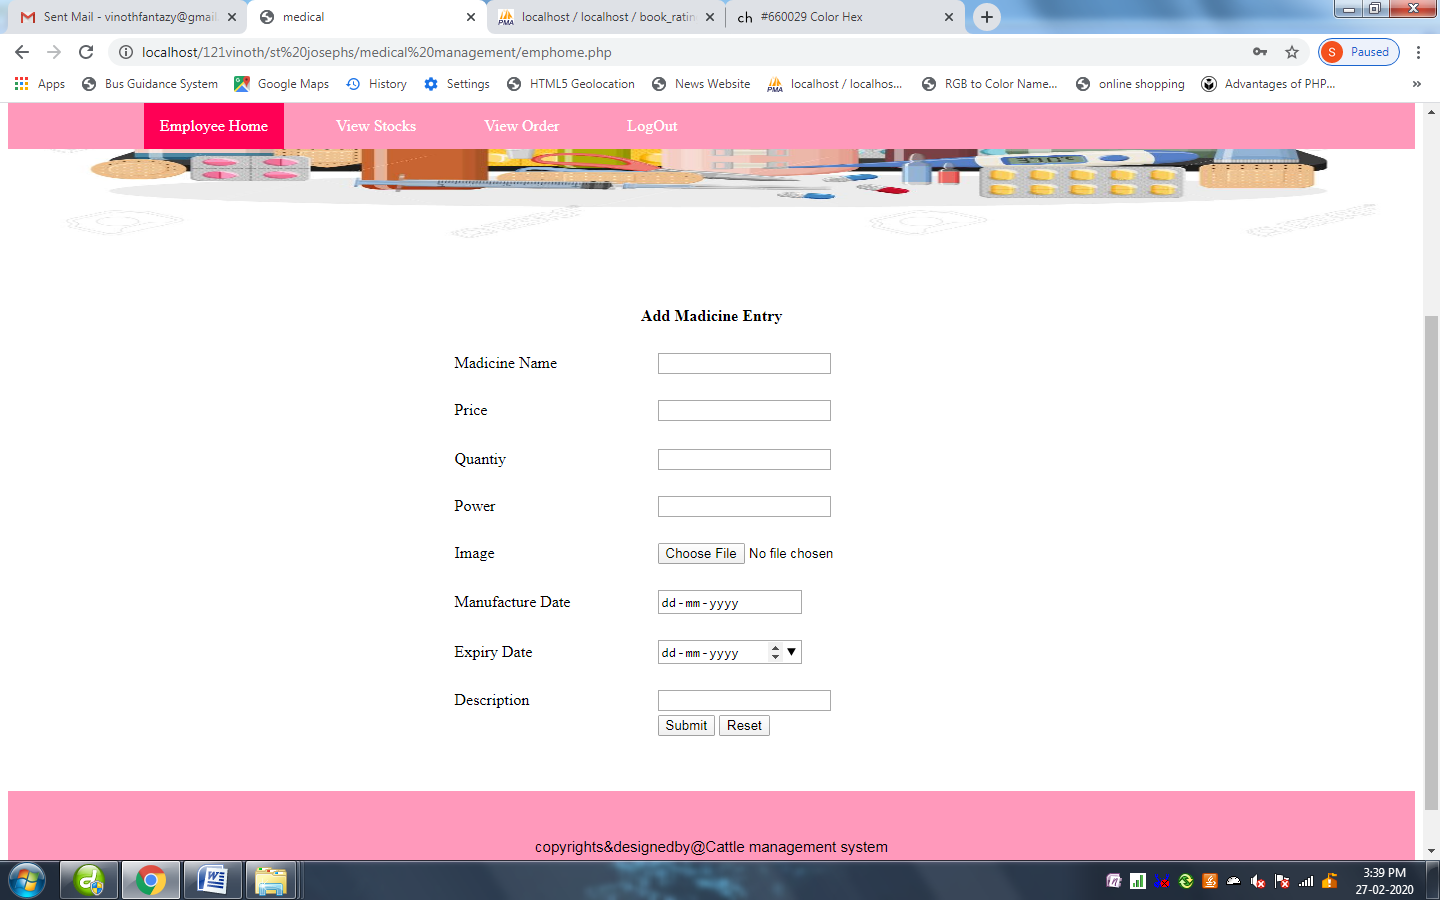 Sent Mail - vinothfantazy@gmail
medical
localhost / localhost / book_ratin
ch #660029 Color Hex
localhost/121vinoth/st%20josephs/medical%20management/emphome.php
S Paused
Apps
Bus Guidance System
Google Maps
History
Settings
HTML5 Geolocation
News Website
localhost / localhos...
RGB to Color Name...
online shopping
Advantages of PHP...
»
Employee Home
View Stocks
View Order
LogOut
Add Madicine Entry
Madicine Name
Price
Quantiy
Power
Image Choose File No file chosen
Manufacture Date dd-mm-yyyy
Expiry Date dd-mm-yyyy
Description
Submit Reset
copyrights&designedby@Cattle management system
3:39 PM
27-02-2020